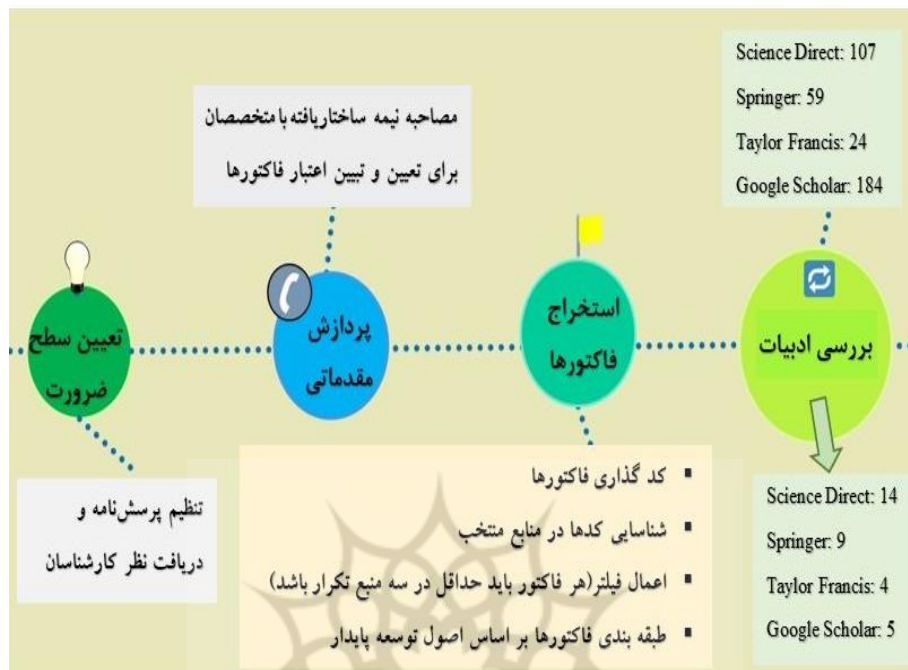 Science Direct: 107
Springer: 59
Taylor Francis: 24
Google Scholar: 184
بررسی ادبیات
Science Direct: 14
Springer: 9
Taylor Francis: 4
Google Scholar: 5
استخراج
فاکتورها
▪ کد گذاری فاکتورها
▪ شناسایی کدها در منابع منتخب
▪ اعمال فیلتر(هر فاکتور باید حداقل در سه منبع تکرار باشد)
▪ طبقه بندی فاکتورها بر اساس اصول توسعه پایدار
مصاحبه نیمه ساختاریافته با متخصصان
برای تعیین و تبیین اعتبار فاکتورها
پردازش
مقدماتی
تعیین سطح
ضرورت
تنظیم پرسش‌نامه و
دریافت نظر کارشناسان